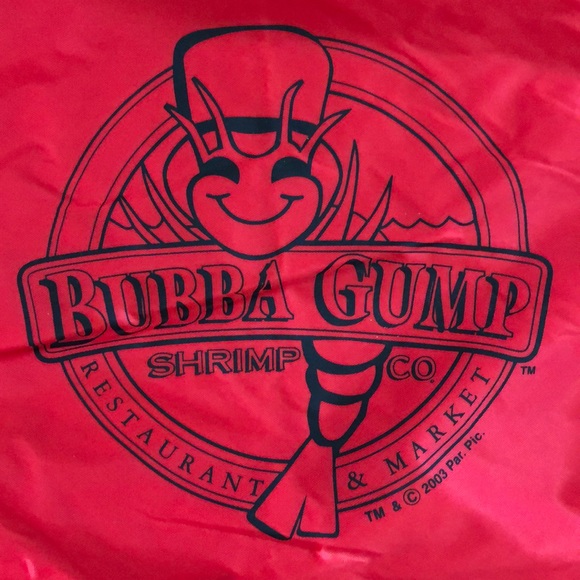 BUBBA GUMP
SHRIMP CO.
TM
RESTAURANT & MARKET
TM & © 2003 Par. Pic.